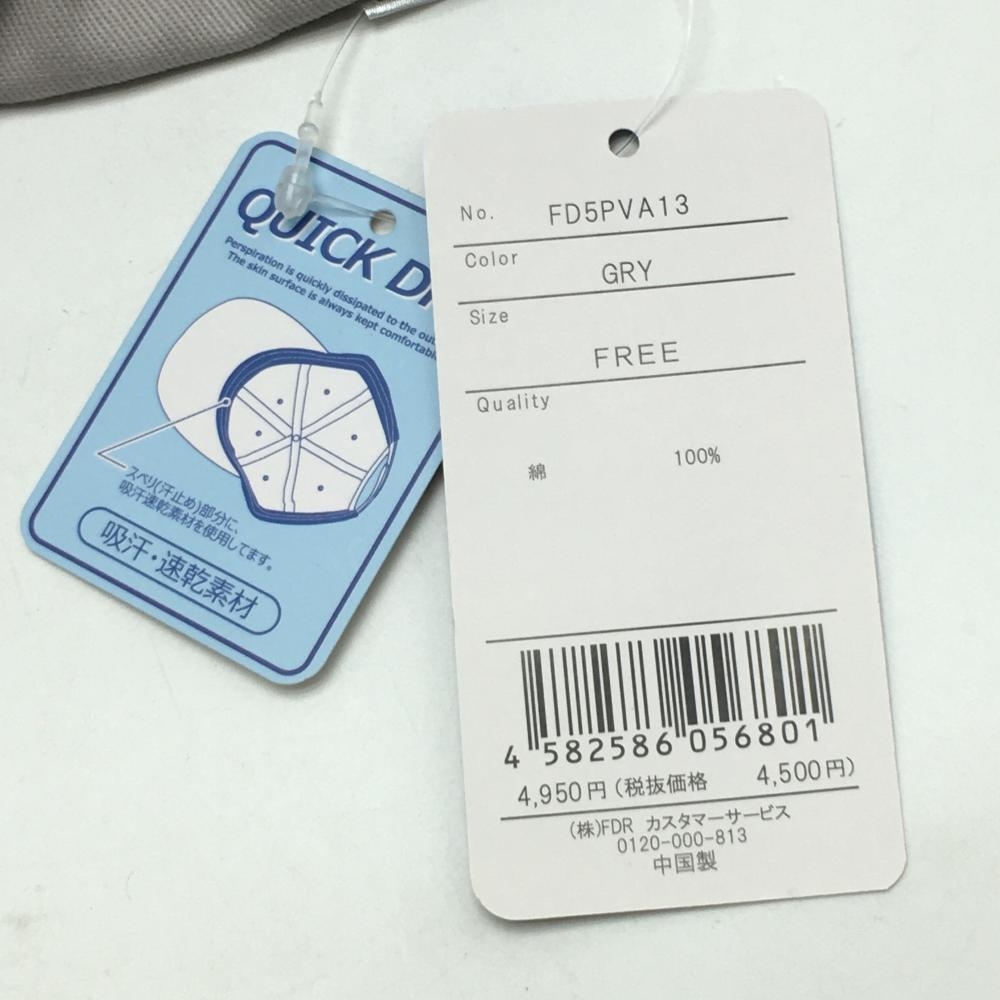 QUICK
Perspiration is quickly dissipated to the
The skin surface is always kept
スベリ(汗止め)部分に、
吸汗速乾素材を使用してます。
吸汗・速乾素材
No. FD5PVA13
Color
GRY
Size
FREE
Quality
綿 100%
4 582586 056801
4,950円 (税抜価格 4,500円)
(株)FDR カスタマーサービス
0120-000-813
中国製